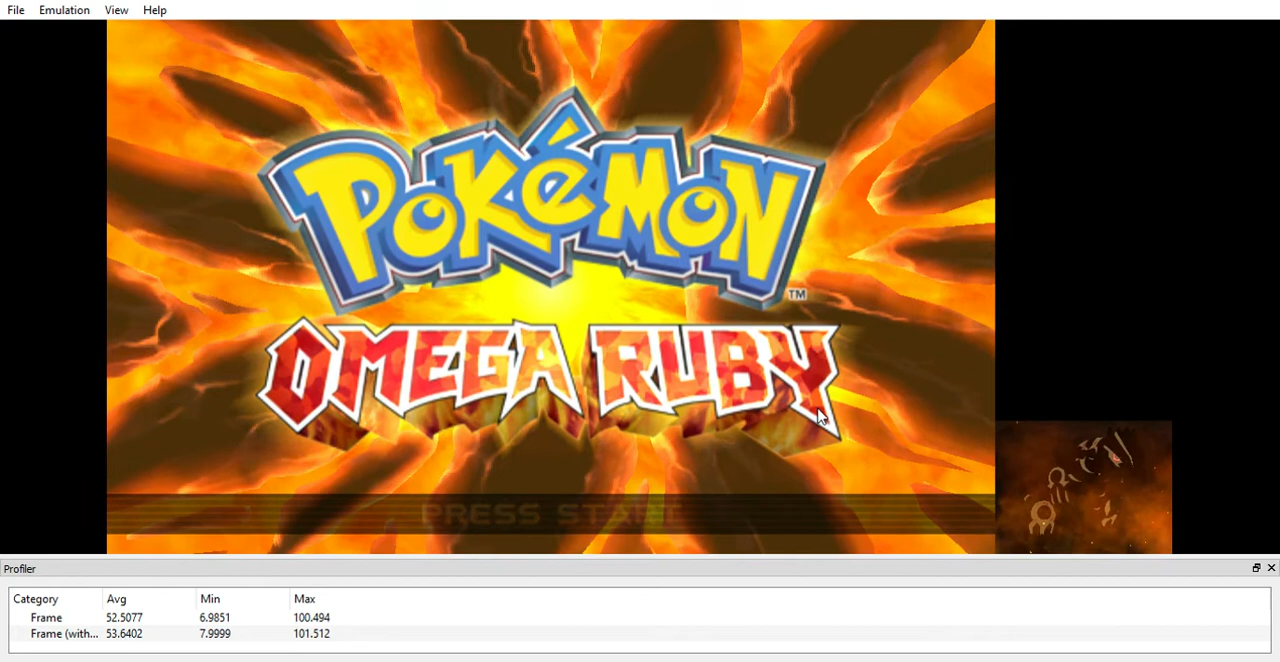 File Emulation View Help
POKéMON
TM
OMEGA RUBY
PRESS START
Profiler
Category Avg Min Max
Frame 52.5077 6.9851 100.494
Frame (with... 53.6402 7.9999 101.512